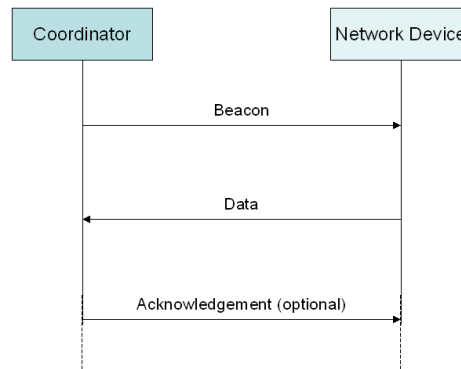 Coordinator
Network Device
Beacon
Data
Acknowledgement (optional)